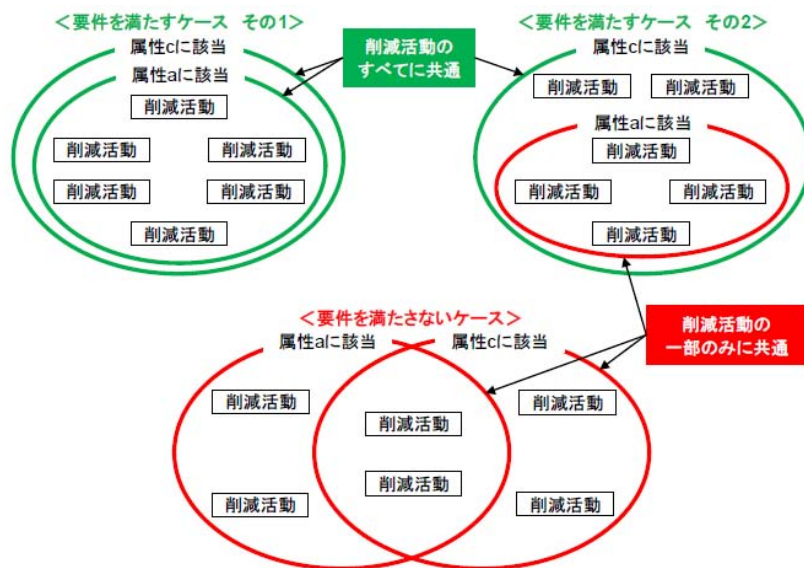 ＜要件を満たすケース　その1＞
属性cに該当
属性aに該当
削減活動
削減活動
削減活動
削減活動
削減活動
削減活動
削減活動の
すべてに共通
＜要件を満たすケース　その2＞
属性cに該当
削減活動
削減活動
属性aに該当
削減活動
削減活動
削減活動
削減活動
＜要件を満たさないケース＞
属性aに該当
属性cに該当
削減活動
削減活動
削減活動
削減活動
削減活動
削減活動
削減活動の
一部のみに共通